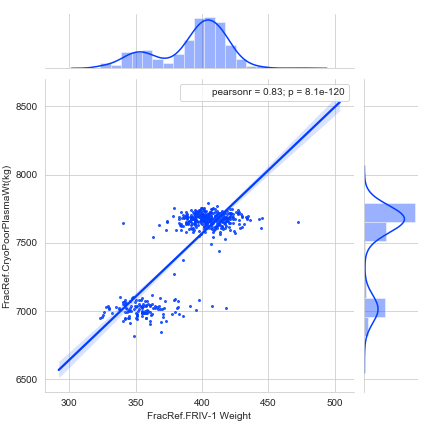 pearsonr = 0.83; p = 8.1e-120
8500
8000
7500
7000
6500
FracRef.CryoPoorPlasmaWt(kg)
300 350 400 450 500
FracRef.FRIV-1 Weight